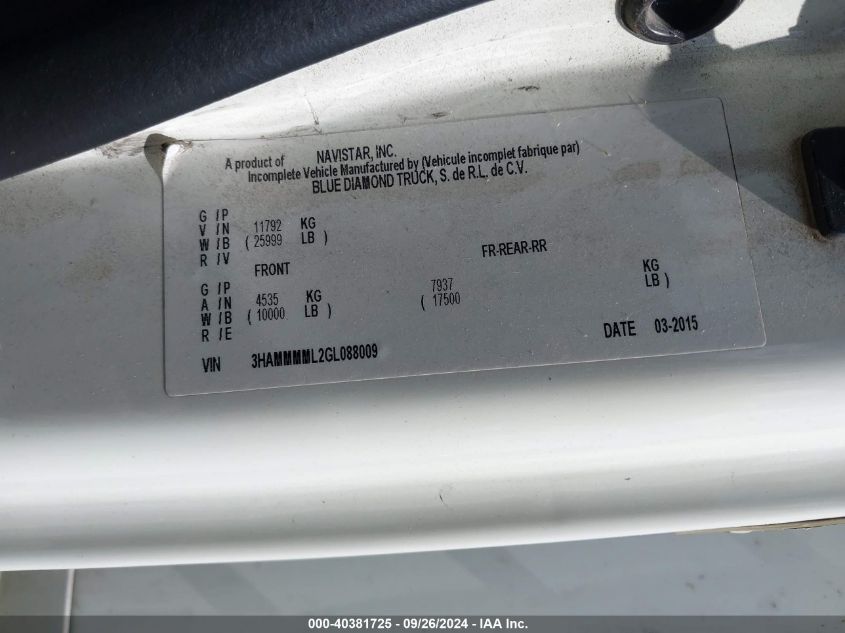 NAVISTAR, INC.
A product of
Incomplete Vehicle Manufactured by (Vehicule incomplet fabrique par)
BLUE DIAMOND TRUCK, S. de R.L. de C.V.
G /P
V /N 11792 KG
W /B ( 25999 LB )
R /V
FRONT FR-REAR-RR
G /P
A /N 4535 KG 7937 KG
W /B ( 10000 LB ) ( 17500 LB )
R /E
DATE 03-2015
VIN 3HAMMMML2GL088009
000-40381725 - 09/26/2024 - IAA Inc.